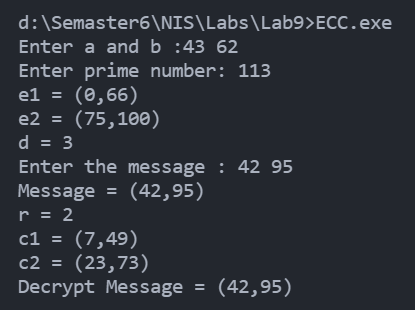 d:\Semaster6\NIS\Labs\Lab9>ECC.exe
Enter a and b :43 62
Enter prime number: 113
e1 = (0,66)
e2 = (75,100)
d = 3
Enter the message : 42 95
Message = (42,95)
r = 2
c1 = (7,49)
c2 = (23,73)
Decrypt Message = (42,95)